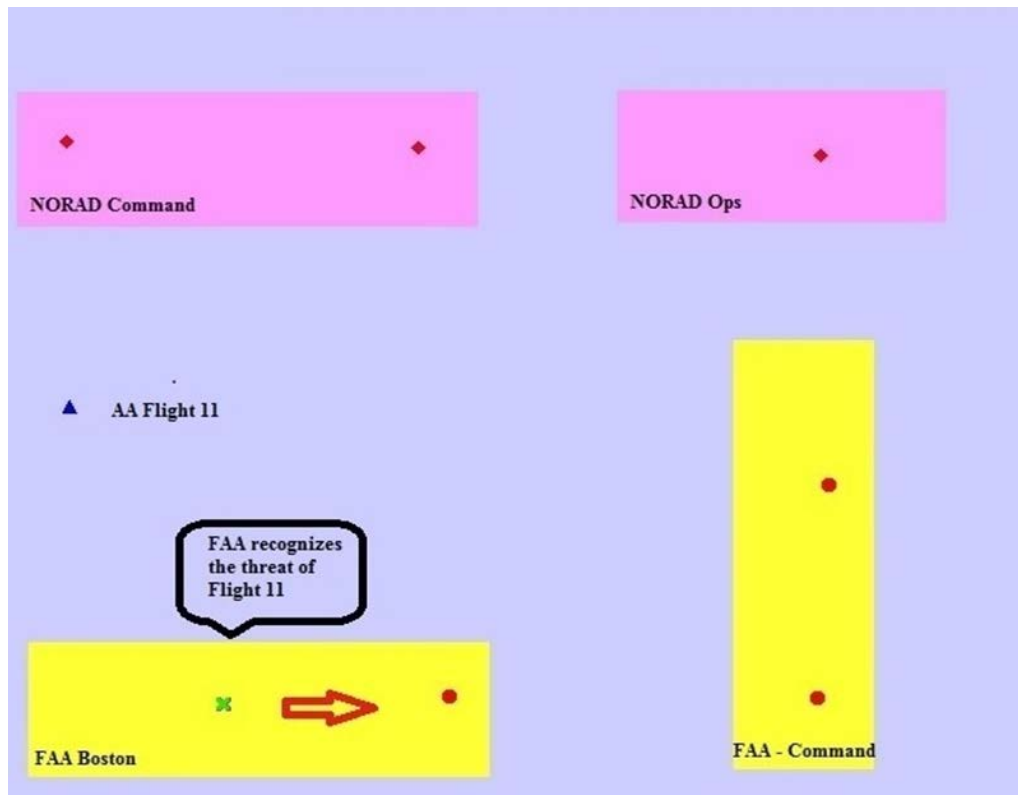 NORAD Command
NORAD Ops
AA Flight 11
FAA recognizes
the threat of
Flight 11
FAA Boston
FAA - Command